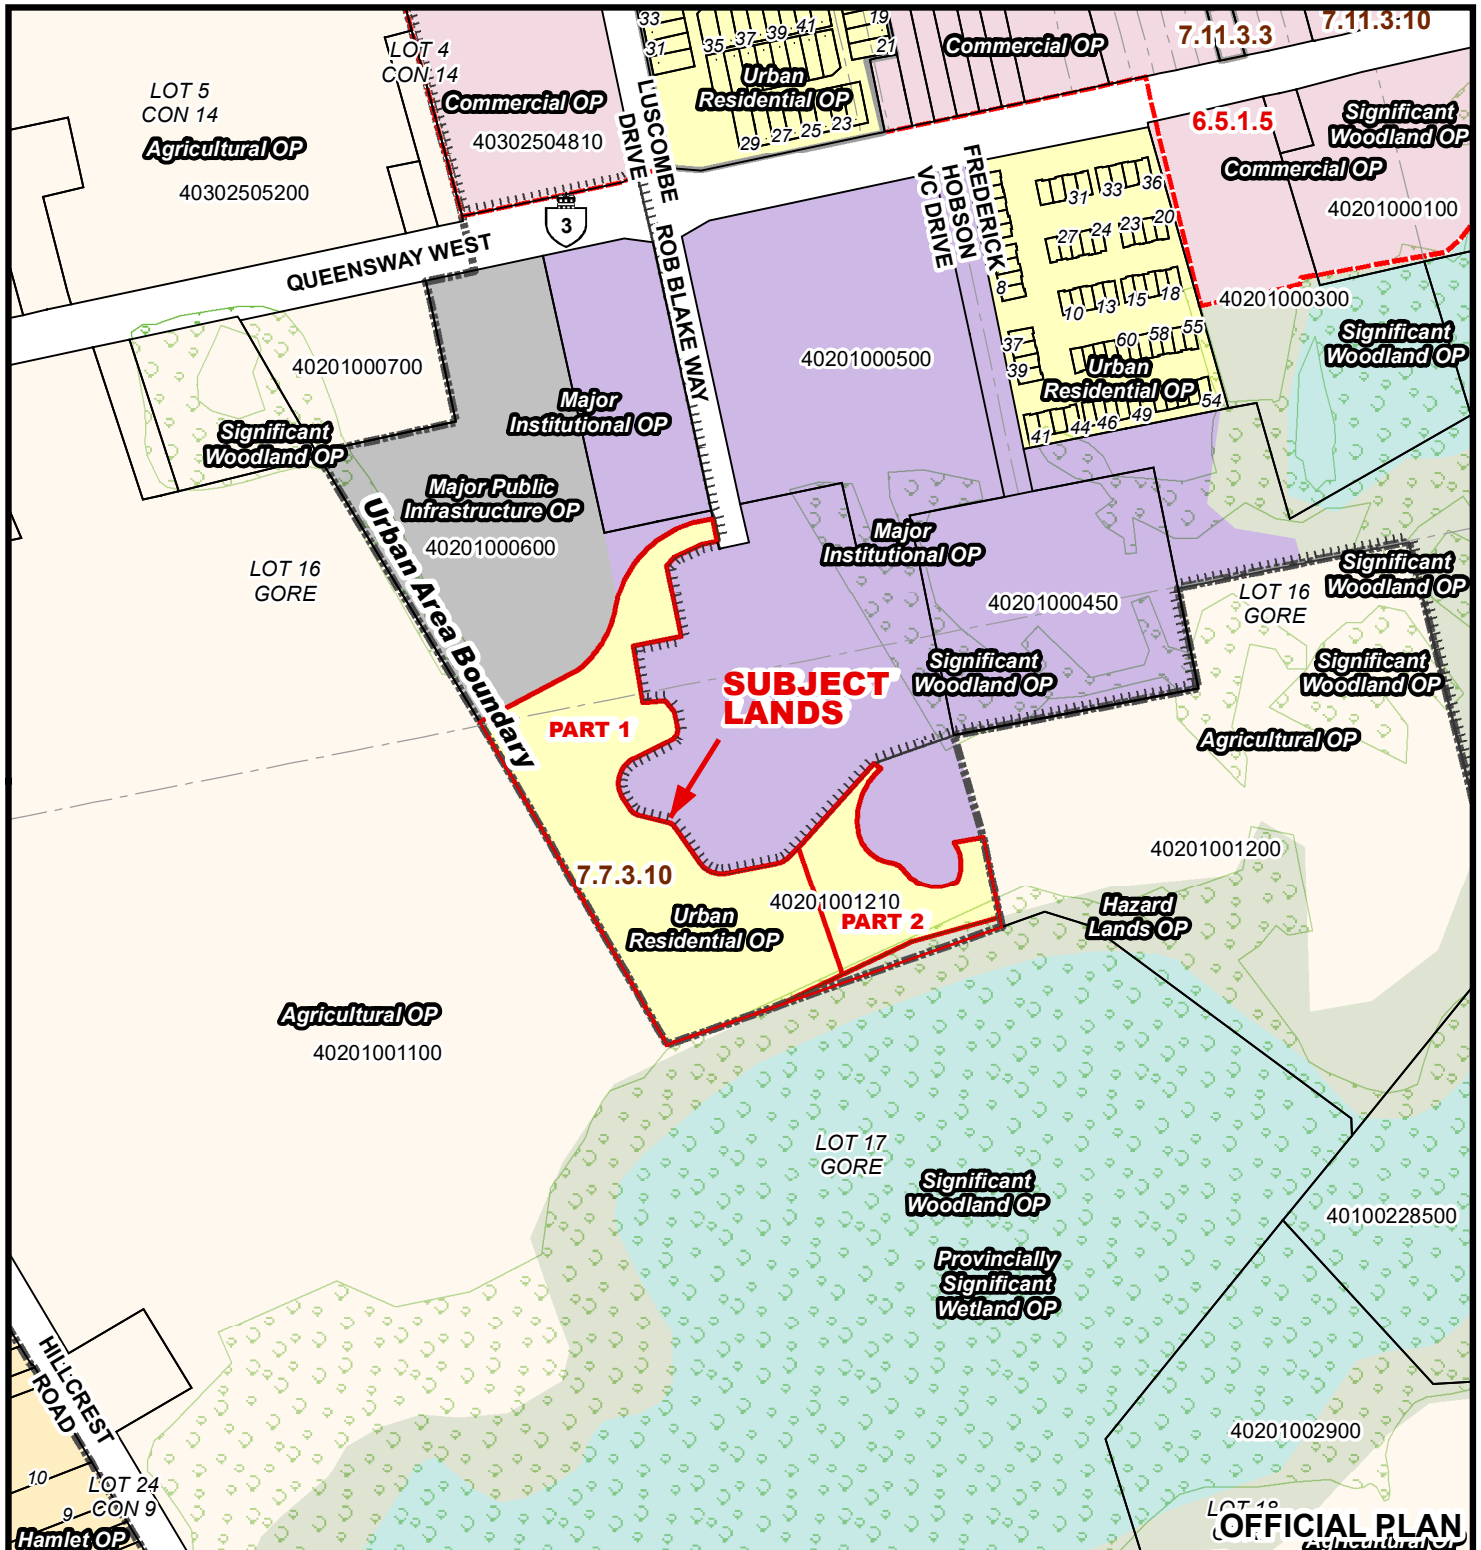 33
31
35
37
39
41
19
21
7.11.3.3
7.11.3.10
LOT 4
CON 14
Commercial OP
LOT 5
CON 14
Agricultural OP
40302505200
Commercial OP
40302504810
LUSCOMBE
DRIVE
Urban
Residential OP
29
27
25
23
6.5.1.5
Significant
Woodland OP
Commercial OP
40201000100
3
QUEENSWAY WEST
ROB BLAKE WAY
FREDERICK
HOBSON
VC DRIVE
31
33
36
27
24
23
20
8
10
13
15
18
37
39
60
58
55
Urban
Residential OP
41
44
46
49
54
40201000300
Significant
Woodland OP
40201000700
40201000500
Major
Institutional OP
Significant
Woodland OP
Major Public
Infrastructure OP
40201000600
Urban Area Boundary
Major
Institutional OP
LOT 16
GORE
40201000450
LOT 16
GORE
Significant
Woodland OP
Significant
Woodland OP
Significant
Woodland OP
SUBJECT
LANDS
PART 1
Agricultural OP
7.7.3.10
40201001200
40201001210
PART 2
Urban
Residential OP
Hazard
Lands OP
Agricultural OP
40201001100
LOT 17
GORE
Significant
Woodland OP
Provincially
Significant
Wetland OP
40100228500
HILLCREST
ROAD
40201002900
10
9
LOT 24
CON 9
Hamlet OP
LOT 18
OFFICIAL PLAN
Agricultural OP